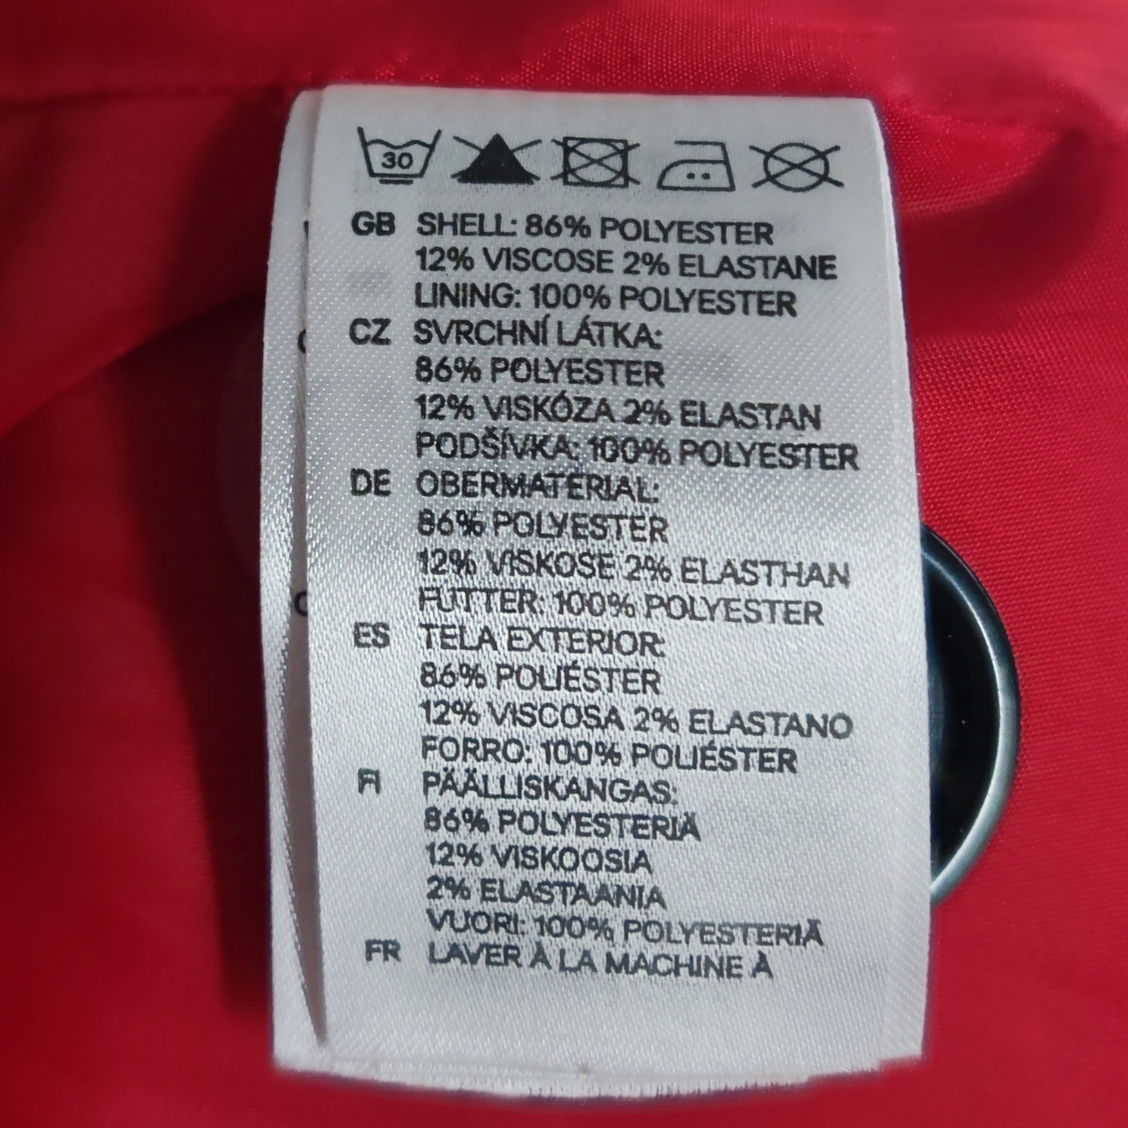 30
GB SHELL: 86% POLYESTER
12% VISCOSE 2% ELASTANE
LINING: 100% POLYESTER
CZ SVRCHNÍ LÁTKA:
86% POLYESTER
12% VISKÓZA 2% ELASTAN
PODŠÍVKA: 100% POLYESTER
DE OBERMATERIAL:
86% POLYESTER
12% VISKOSE 2% ELASTHAN
FUTTER: 100% POLYESTER
ES TELA EXTERIOR:
86% POLIÉSTER
12% VISCOSA 2% ELASTANO
FORRO: 100% POLIÉSTER
FI PÄÄLLISKANGAS:
86% POLYESTERIÄ
12% VISKOOSIA
2% ELASTAANIA
VUORI: 100% POLYESTERIÄ
FR LAVER À LA MACHINE À